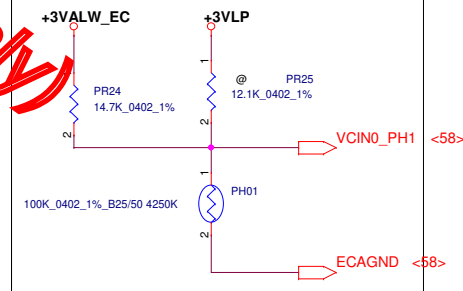 +3VALW_EC +3VLP
1
@ PR25
PR24
12.1K_0402_1%
14.7K_0402_1%
2 2
VCIN0_PH1 <58>
1
PH01
100K_0402_1%_B25/50 4250K
2
ECAGND <58>